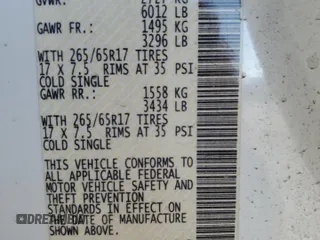 GVWR: 2727 KG
6012 LB
GAWR FR.: 1495 KG
3296 LB
WITH 265/65R17 TIRES
17 X 7.5 RIMS AT 35 PSI
COLD SINGLE
GAWR RR.: 1558 KG
3434 LB
WITH 265/65R17 TIRES
17 X 7.5 RIMS AT 35 PSI
COLD SINGLE
THIS VEHICLE CONFORMS TO
ALL APPLICABLE FEDERAL
MOTOR VEHICLE SAFETY AND
THEFT PREVENTION
STANDARDS IN EFFECT ON
THE DATE OF MANUFACTURE
SHOWN ABOVE.